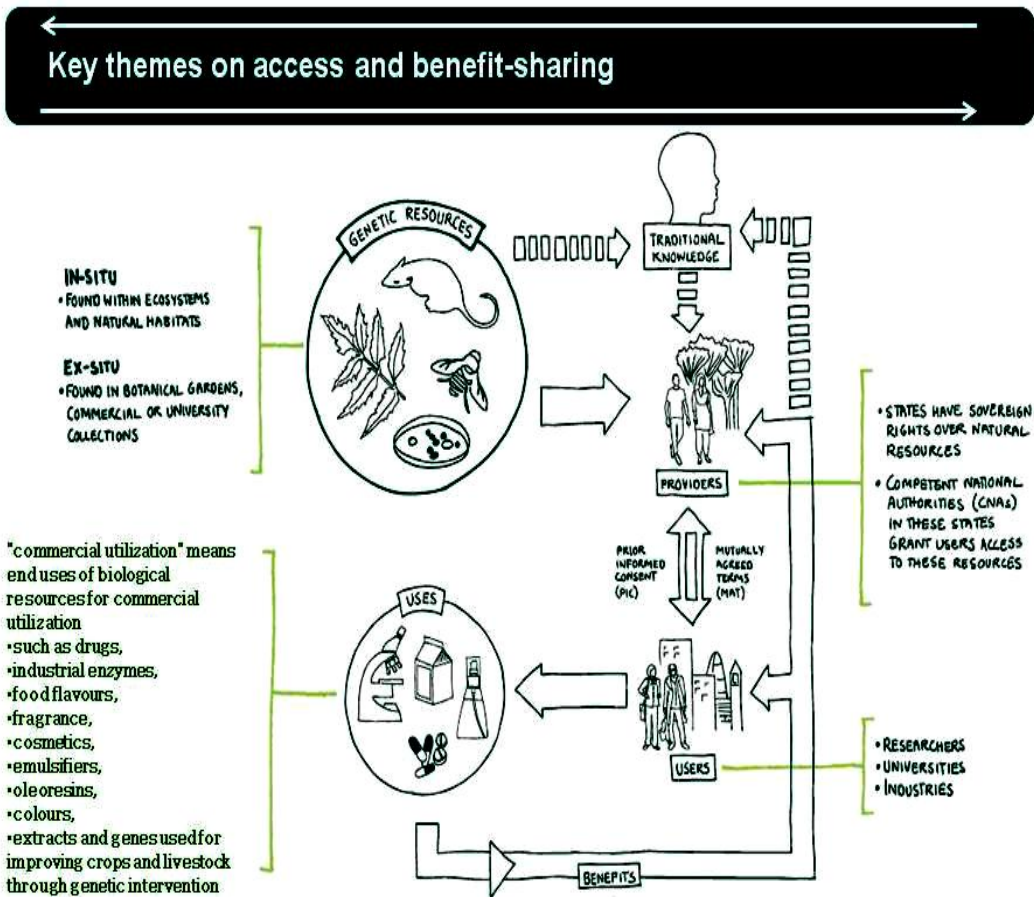 Key themes on access and benefit-sharing
GENETIC RESOURCES
TRADITIONAL
KNOWLEDGE
IN-SITU
•FOUND WITHIN ECOSYSTEMS
AND NATURAL HABITATS
EX-SITU
•FOUND IN BOTANICAL GARDENS,
COMMERCIAL OR UNIVERSITY
COLLECTIONS
PROVIDERS
• STATES HAVE SOVEREIGN
RIGHTS OVER NATURAL
RESOURCES
• COMPETENT NATIONAL
AUTHORITIES (CNAs)
IN THESE STATES
GRANT USERS ACCESS
TO THESE RESOURCES
PRIOR
INFORMED
CONSENT
(PIC)
MUTUALLY
AGREED
TERMS
(MAT)
"commercial utilization" means
end uses of biological
resources for commercial
utilization
•such as drugs,
•industrial enzymes,
•food flavours,
•fragrance,
•cosmetics,
•emulsifiers,
•oleoresins,
•colours,
•extracts and genes used for
improving crops and livestock
through genetic intervention
USES
USERS
• RESEARCHERS
• UNIVERSITIES
• INDUSTRIES
BENEFITS